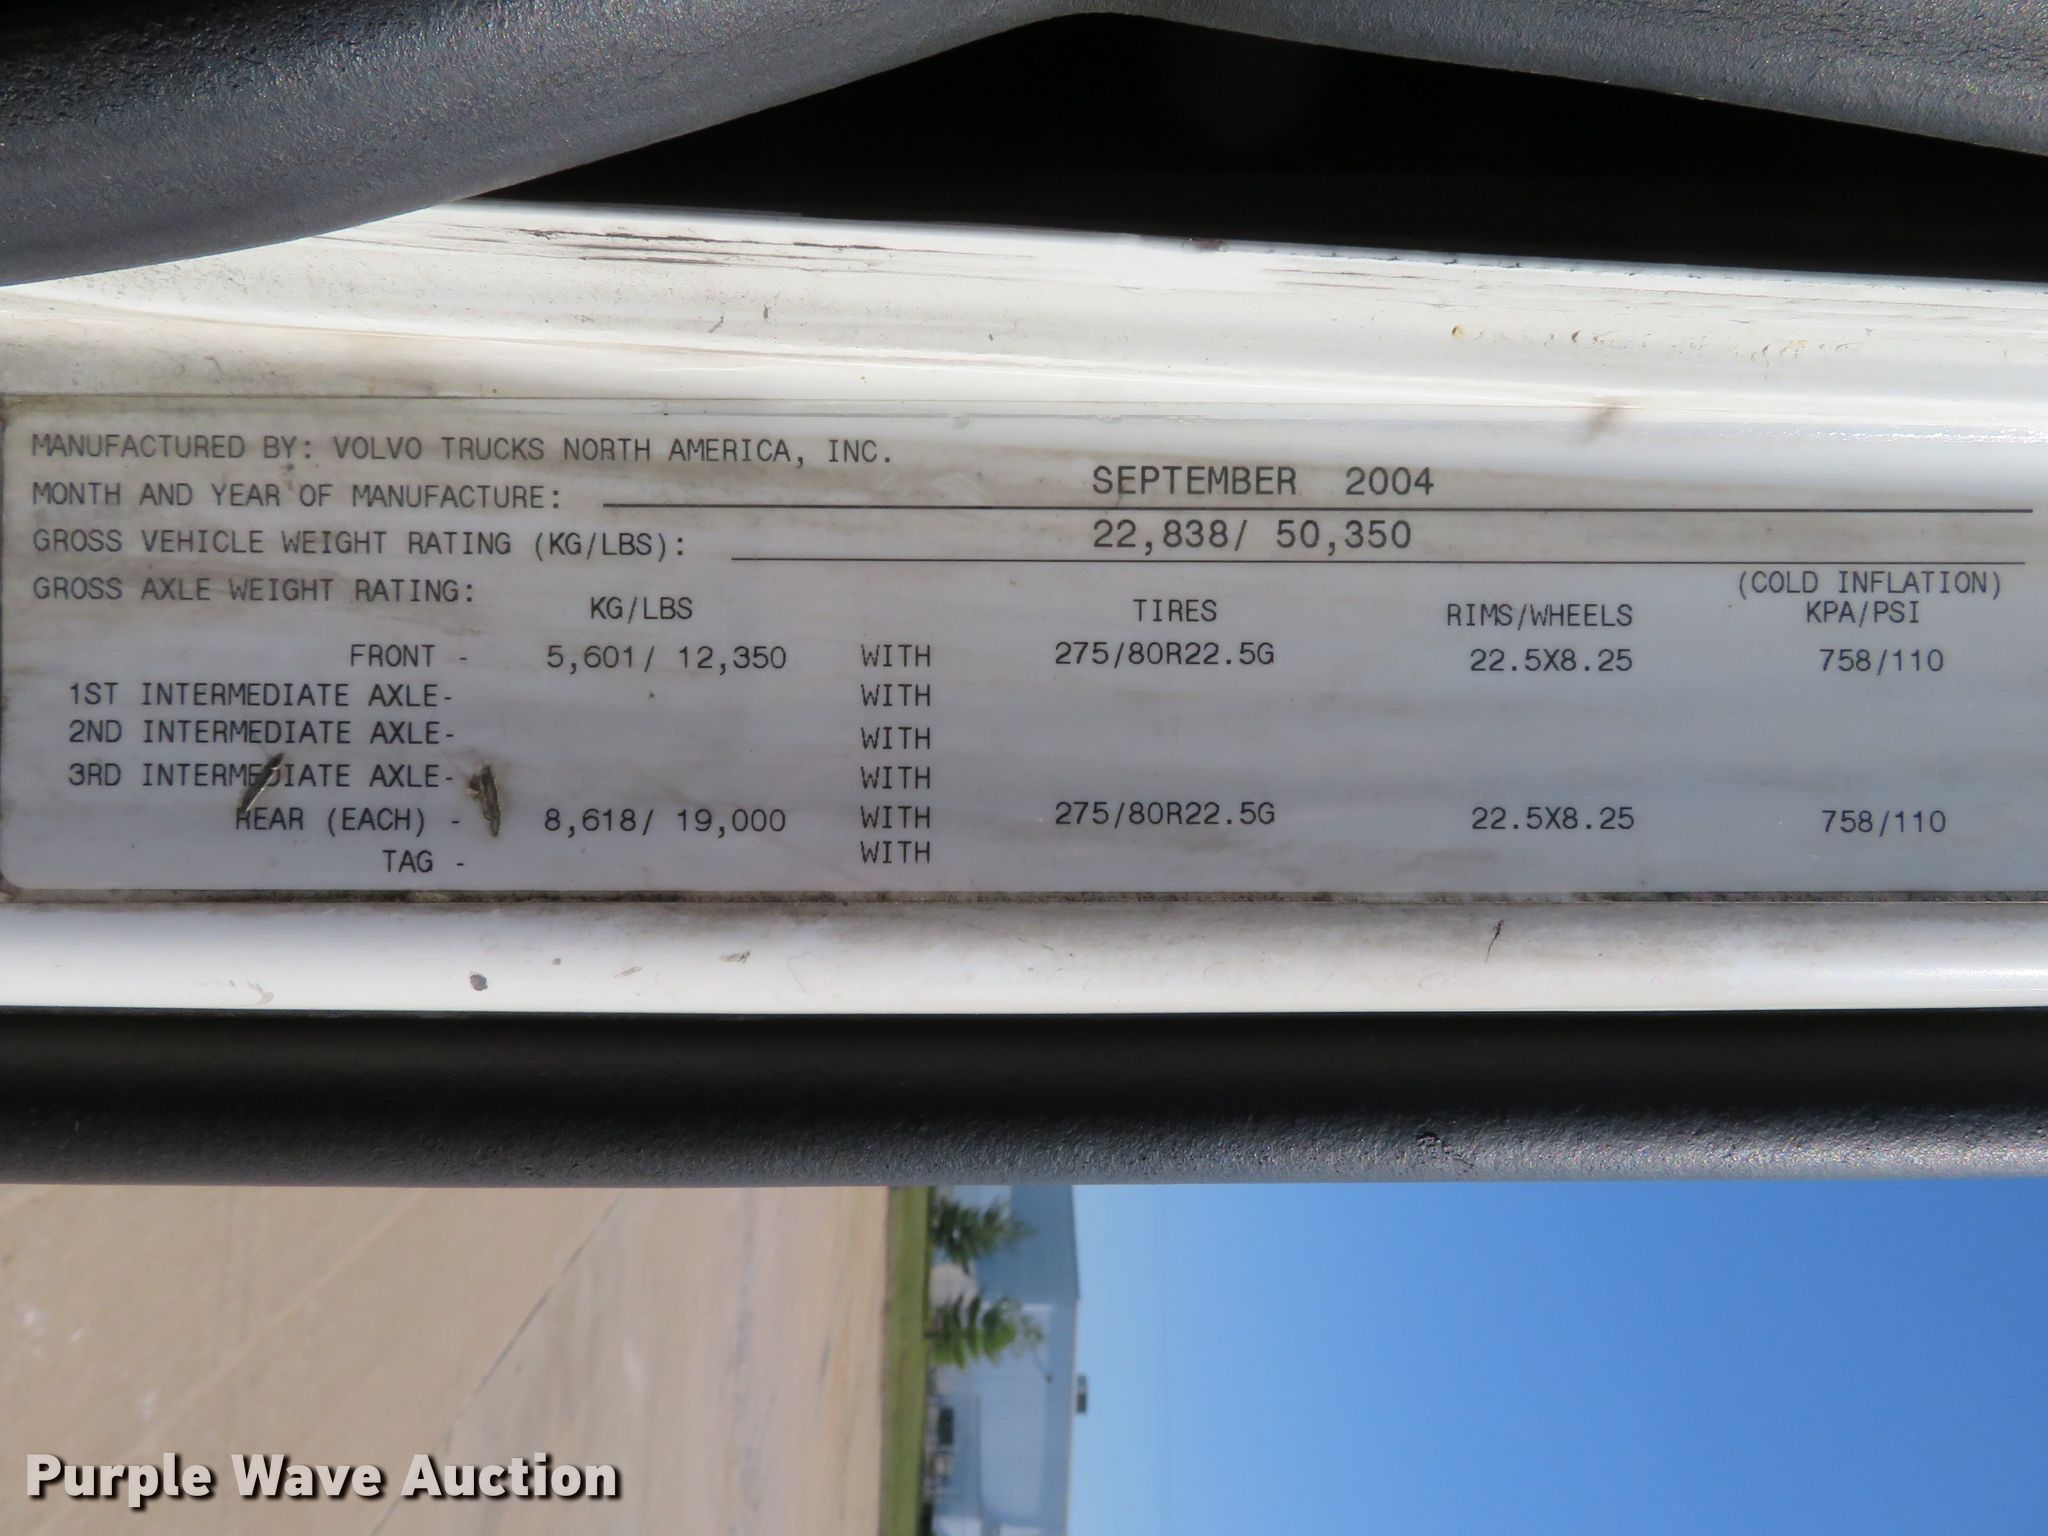 MANUFACTURED BY: VOLVO TRUCKS NORTH AMERICA, INC.
MONTH AND YEAR OF MANUFACTURE: SEPTEMBER 2004
GROSS VEHICLE WEIGHT RATING (KG/LBS): 22,838/ 50,350
GROSS AXLE WEIGHT RATING: (COLD INFLATION)
KG/LBS TIRES RIMS/WHEELS KPA/PSI
FRONT - 5,601/ 12,350 WITH 275/80R22.5G 22.5X8.25 758/110
1ST INTERMEDIATE AXLE- WITH
2ND INTERMEDIATE AXLE- WITH
3RD INTERMEDIATE AXLE- WITH
REAR (EACH) - 8,618/ 19,000 WITH 275/80R22.5G 22.5X8.25 758/110
TAG - WITH
Purple Wave Auction